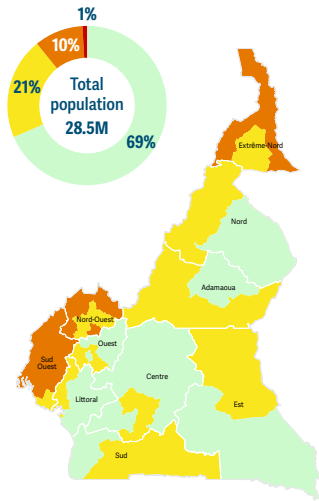 1%
10%
21%
Total
population
28.5M
69%
Extrême-Nord
Nord
Adamaoua
Nord-Ouest
Ouest
Sud
Ouest
Centre
Littoral
Est
Sud